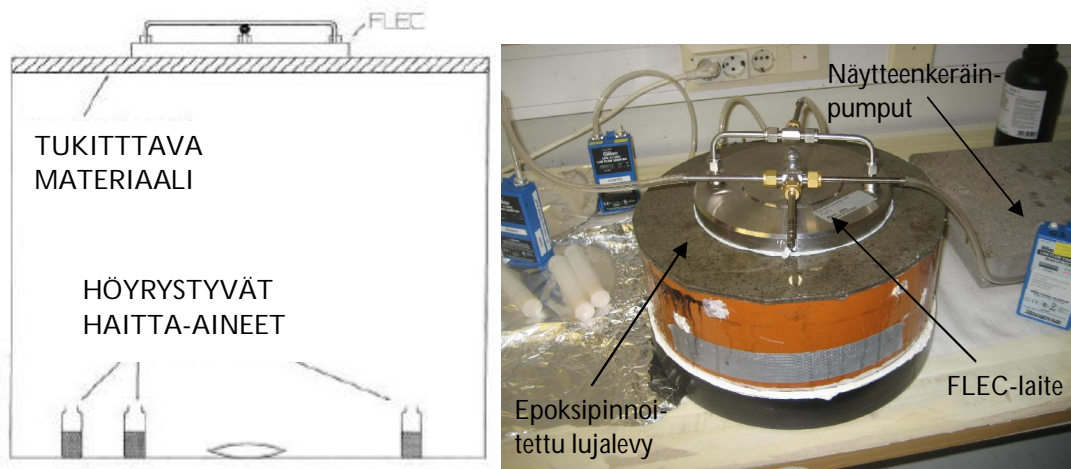 FLEC
TUKITTTAVA
MATERIAALI
HÖYRYSTYVÄT
HAITTA-AINEET
Näytteenkeräin-
pumput
FLEC-laite
Epoksipinnoi-
tettu lujalevy